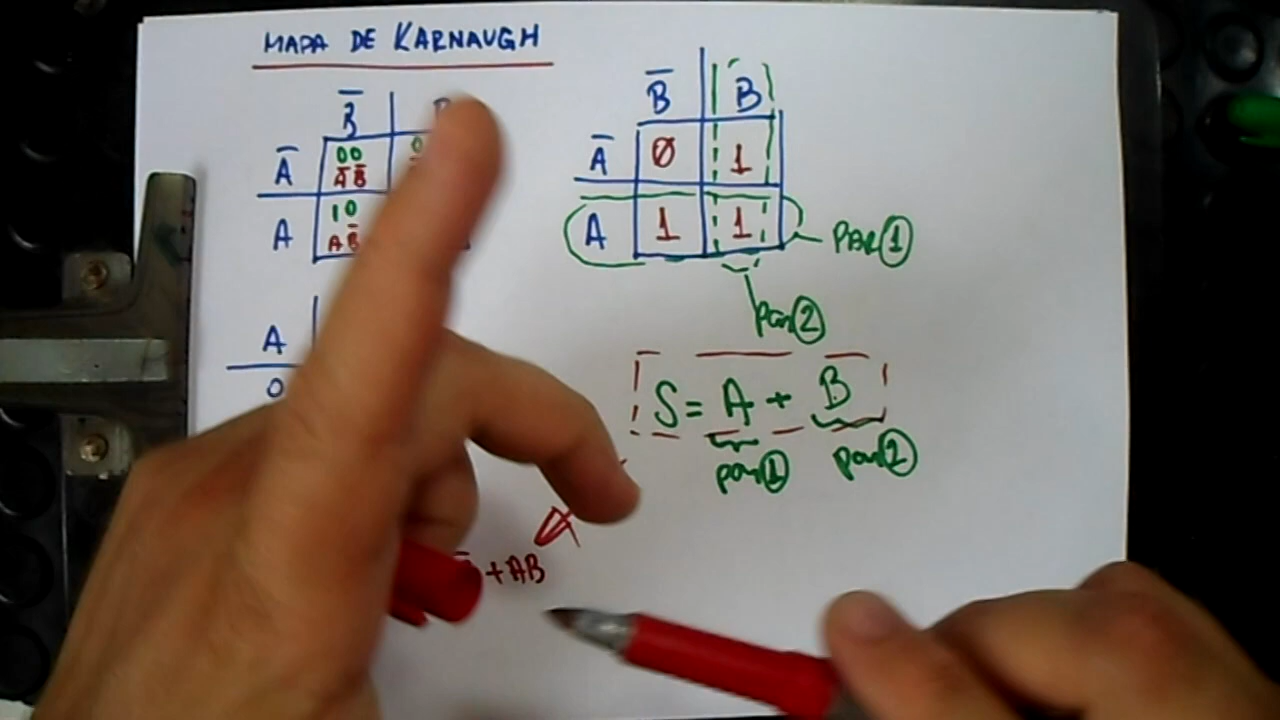 MAPA DE KARNAUGH
B̅
A̅
00
A̅ B̅
A
10
A B̅
A
0
+AB
B̅ B
A̅ 0 1
A 1 1
PAR ①
par ②
S = A + B
par ①
par ②